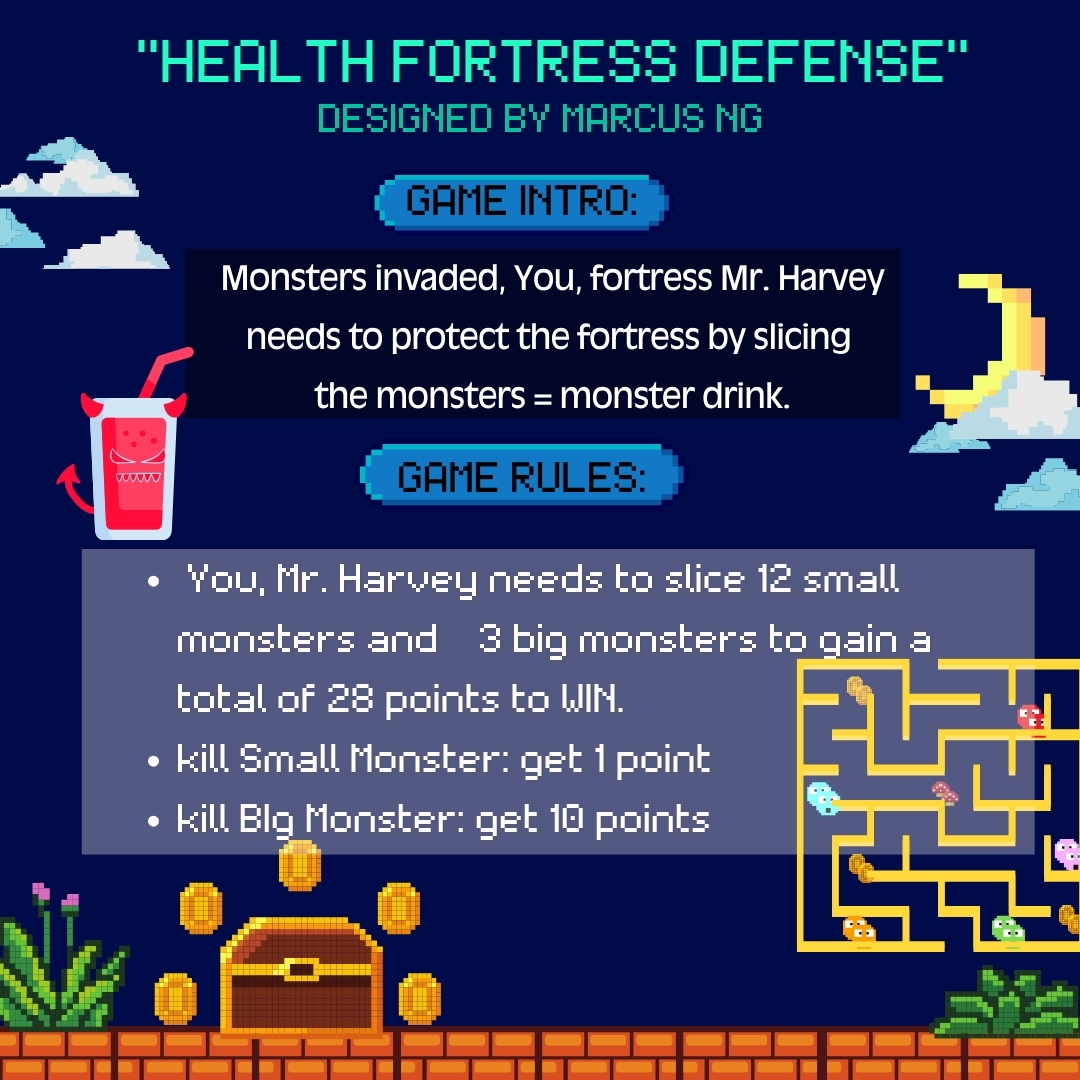 "HEALTH FORTRESS DEFENSE"
DESIGNED BY MARCUS NG
GAME INTRO:
Monsters invaded, You, fortress Mr. Harvey
needs to protect the fortress by slicing
the monsters = monster drink.
GAME RULES:
• You, Mr. Harvey needs to slice 12 small
monsters and 3 big monsters to gain a
total of 28 points to WIN.
• kill Small Monster: get 1 point
• kill BIg Monster: get 10 points